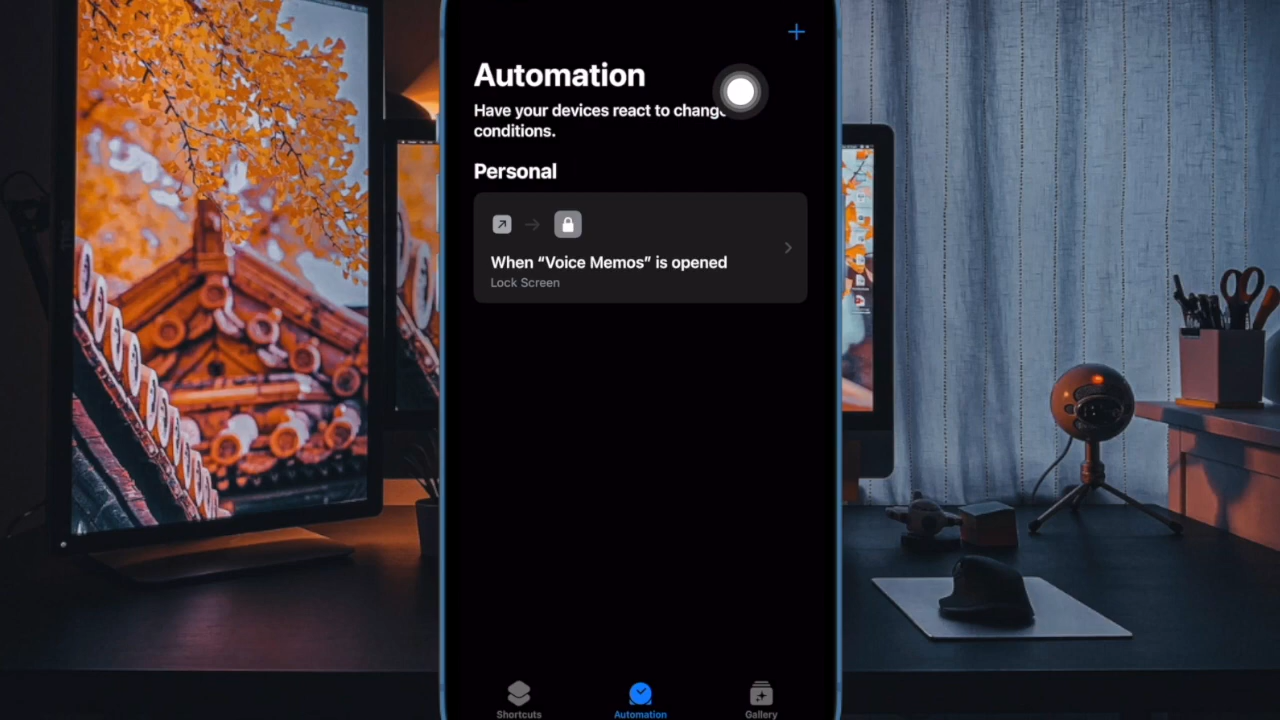 Automation
Have your devices react to change
conditions.
Personal
When “Voice Memos” is opened
Lock Screen
Shortcuts
Automation
Gallery